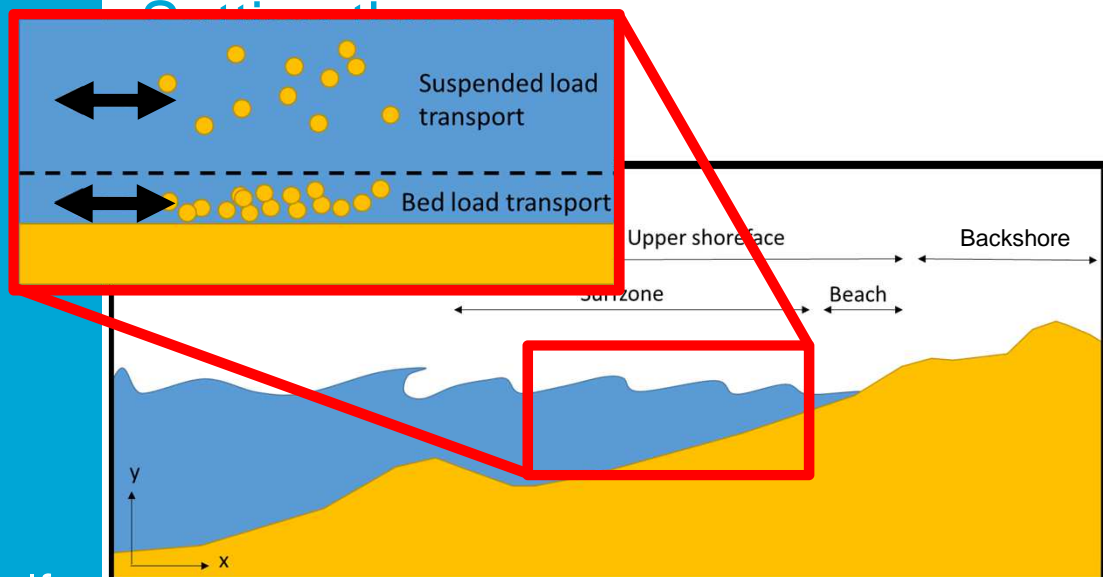 Suspended load
transport
Bed load transport
Upper shoreface
Backshore
Beach
y
x